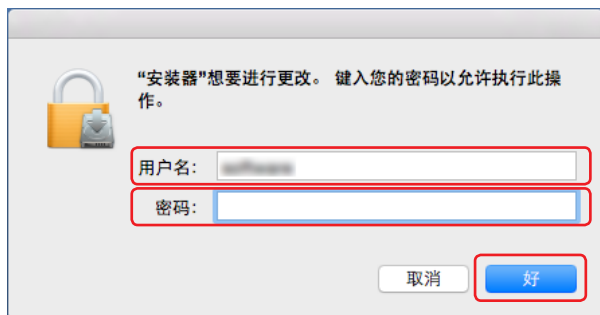 “安装器”想要进行更改。 键入您的密码以允许执行此操
作。
用户名：
密码：
取消
好